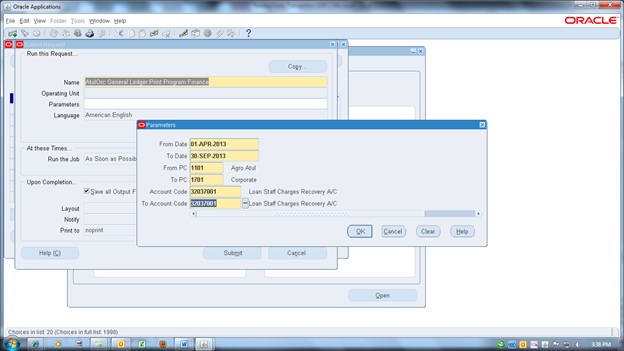 Oracle Applications
File Edit View Folder Tools Window Help
ORACLE
Run this Request...
Copy...
Name AtulOrc General Ledger Print Program Finance
Operating Unit
Parameters
Language American English
At these Times...
Run the Job As Soon as Possib
Upon Completion...
Save all Output F
Layout
Notify
Print to noprint
Help (C) Submit Cancel
Parameters
From Date 01-APR-2013
To Date 30-SEP-2013
From PC 1101 Agro Atul
To PC 1701 Corporate
Account Code 32037001 Loan Staff Charges Recovery A/C
To Account Code 32037001 Loan Staff Charges Recovery A/C
OK Cancel Clear Help
Open
Choices in list: 20 (Choices in full list: 1998)
3:38 PM